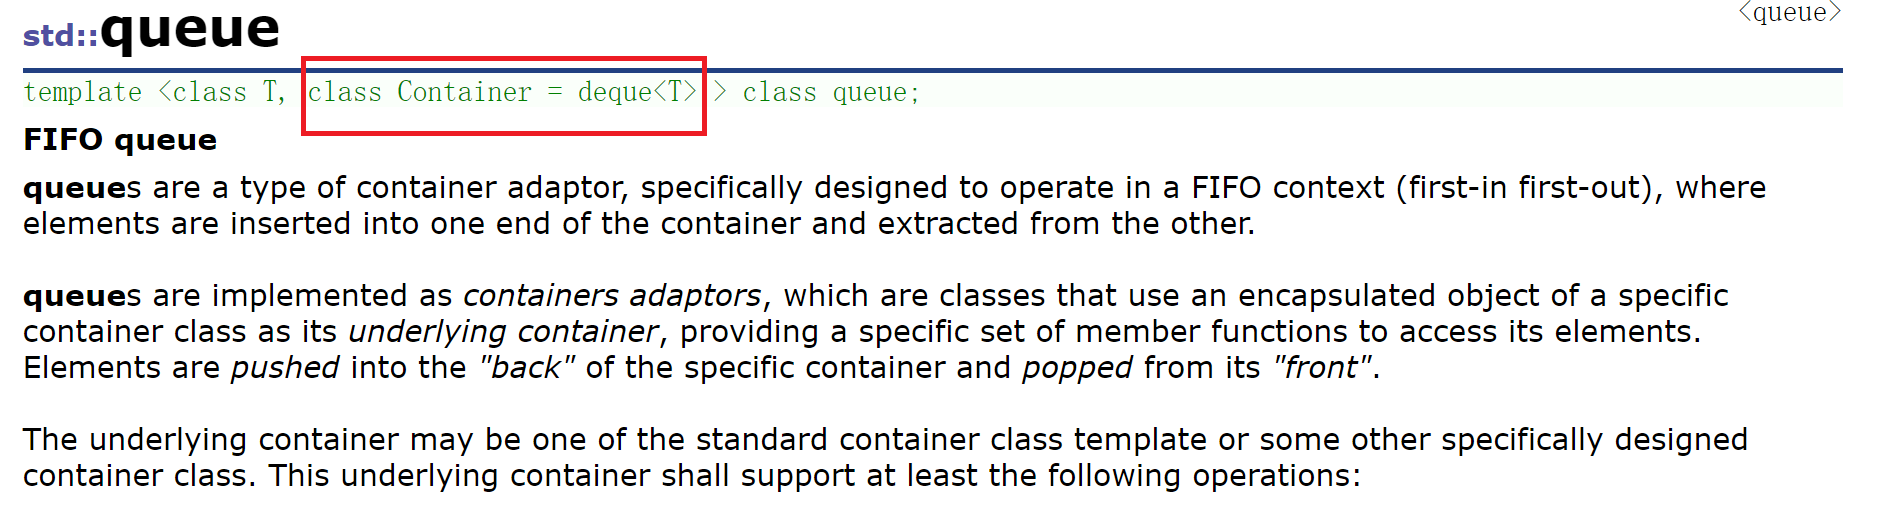 std::queue
<queue>
template <class T, class Container = deque<T> > class queue;
FIFO queue
queues are a type of container adaptor, specifically designed to operate in a FIFO context (first-in first-out), where
elements are inserted into one end of the container and extracted from the other.
queues are implemented as containers adaptors, which are classes that use an encapsulated object of a specific
container class as its underlying container, providing a specific set of member functions to access its elements.
Elements are pushed into the "back" of the specific container and popped from its "front".
The underlying container may be one of the standard container class template or some other specifically designed
container class. This underlying container shall support at least the following operations: